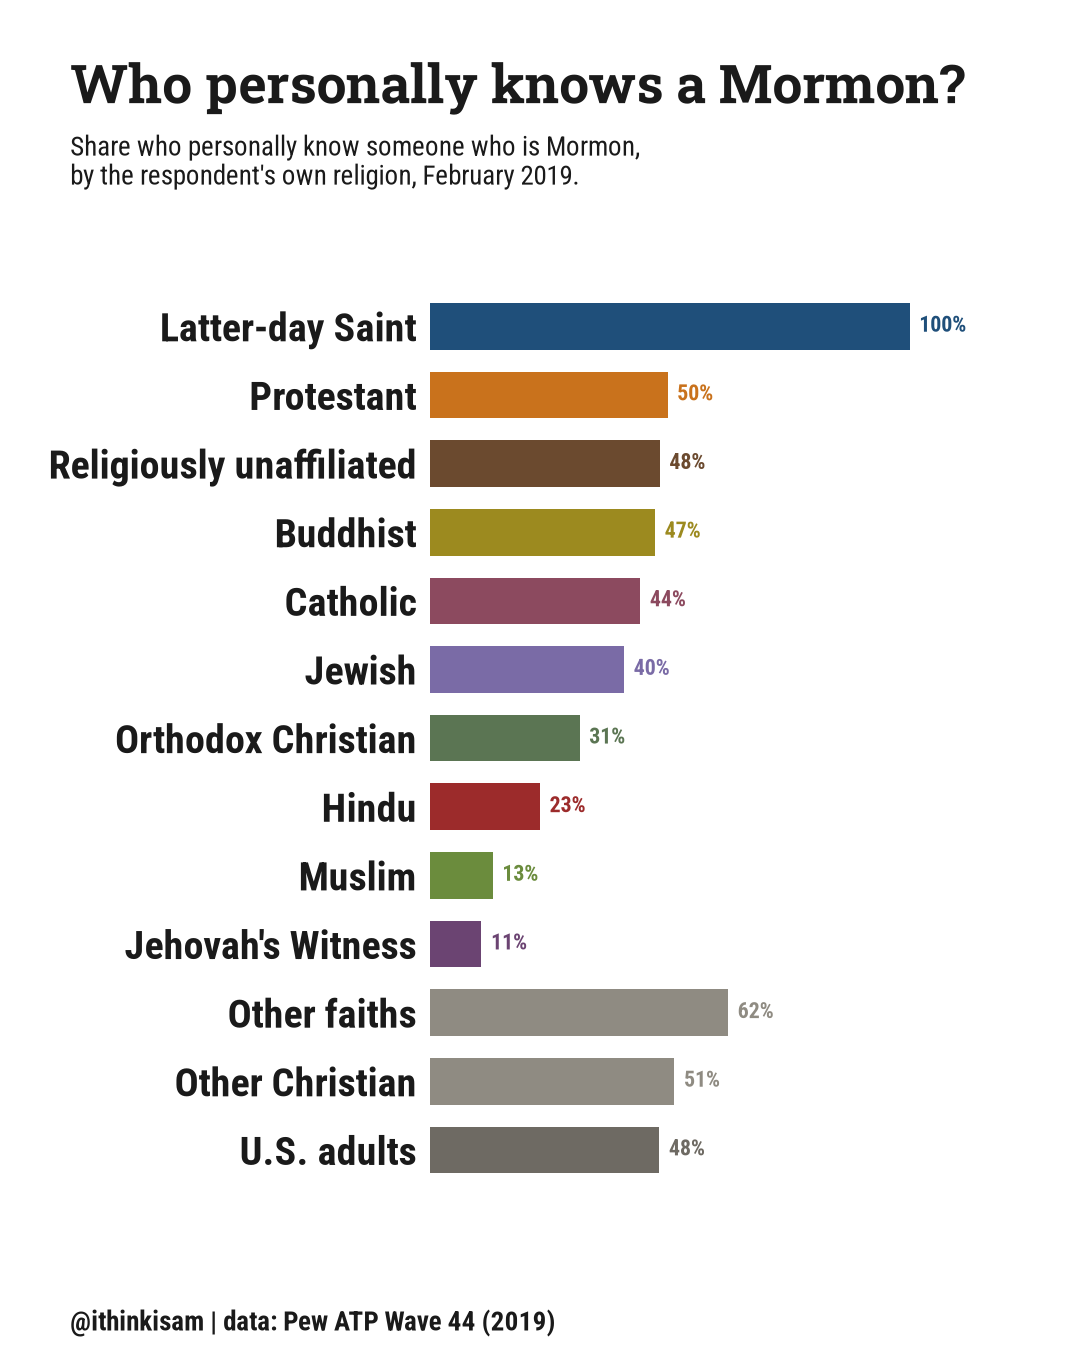 Who personally knows a Mormon?
Share who personally know someone who is Mormon,
by the respondent's own religion, February 2019.
Latter-day Saint 100%
Protestant 50%
Religiously unaffiliated 48%
Buddhist 47%
Catholic 44%
Jewish 40%
Orthodox Christian 31%
Hindu 23%
Muslim 13%
Jehovah's Witness 11%
Other faiths 62%
Other Christian 51%
U.S. adults 48%
@ithinkisam | data: Pew ATP Wave 44 (2019)